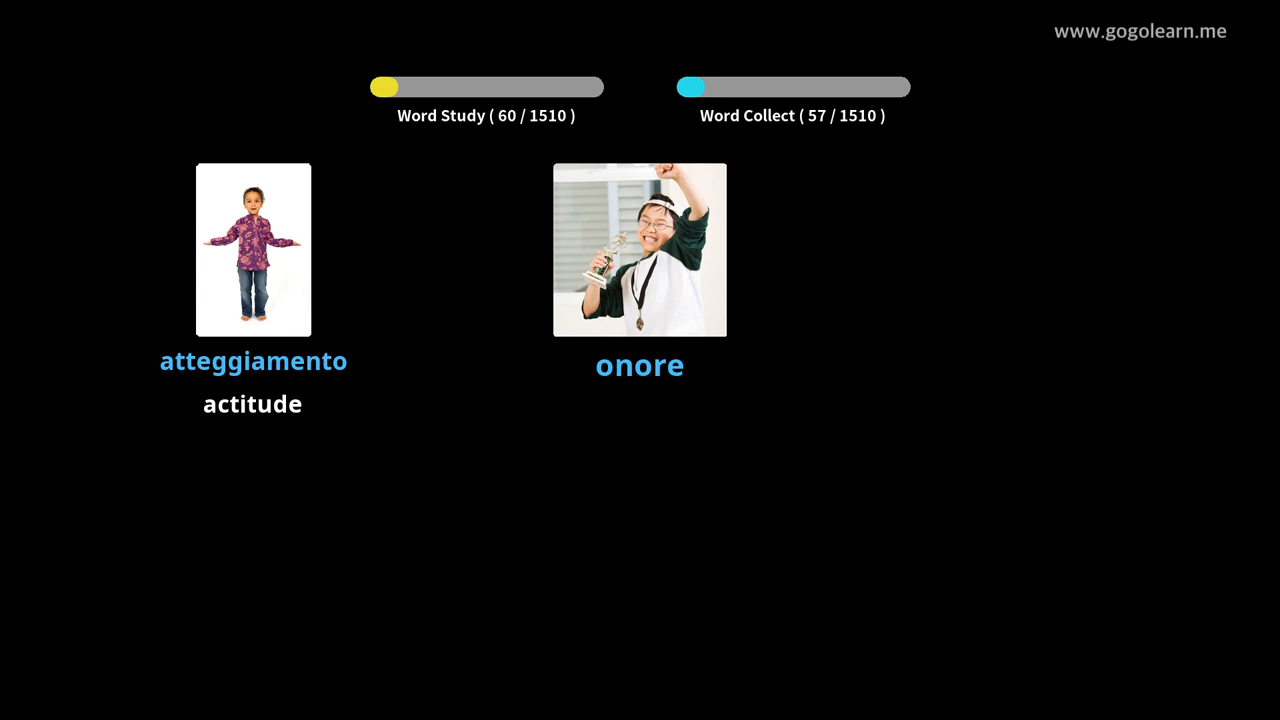 www.gogolearn.me
Word Study ( 60 / 1510 )
Word Collect ( 57 / 1510 )
atteggiamento
actitude
onore